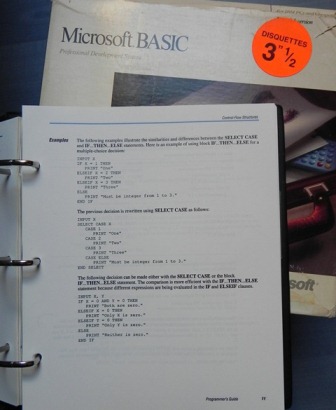 Microsoft BASIC
Professional Development System
DISQUETTES
3" 1/2
Control-Flow Structures
Examples
The following examples illustrate the similarities and differences between the SELECT CASE
and IF...THEN...ELSE statements. Here is an example of using block IF...THEN...ELSE for a
multiple-choice decision:
INPUT X
IF X = 1 THEN
PRINT "One"
ELSEIF X = 2 THEN
PRINT "Two"
ELSEIF X = 3 THEN
PRINT "Three"
ELSE
PRINT "Must be integer from 1 to 3."
END IF
The previous decision is rewritten using SELECT CASE as follows:
INPUT X
SELECT CASE X
CASE 1
PRINT "One"
CASE 2
PRINT "Two"
CASE 3
PRINT "Three"
CASE ELSE
PRINT "Must be integer from 1 to 3."
END SELECT
The following decision can be made either with the SELECT CASE or the block
IF...THEN...ELSE statement. The comparison is more efficient with the IF...THEN...ELSE
statement because different expressions are being evaluated in the IF and ELSEIF clauses.
INPUT X, Y
IF X = 0 AND Y = 0 THEN
PRINT "Both are zero."
ELSEIF X = 0 THEN
PRINT "Only X is zero."
ELSEIF Y = 0 THEN
PRINT "Only Y is zero."
ELSE
PRINT "Neither is zero."
END IF
Programmer's Guide
soft